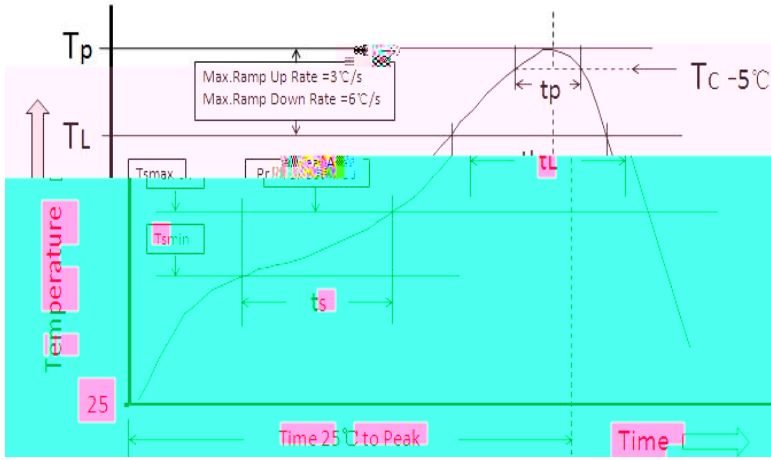 Tp
Max.Ramp Up Rate =3℃/s
Max.Ramp Down Rate =6℃/s
tp
TC -5℃
TL
tL
Tsmax
Tsmin
ts
Temperature
25
Time 25℃ to Peak
Time